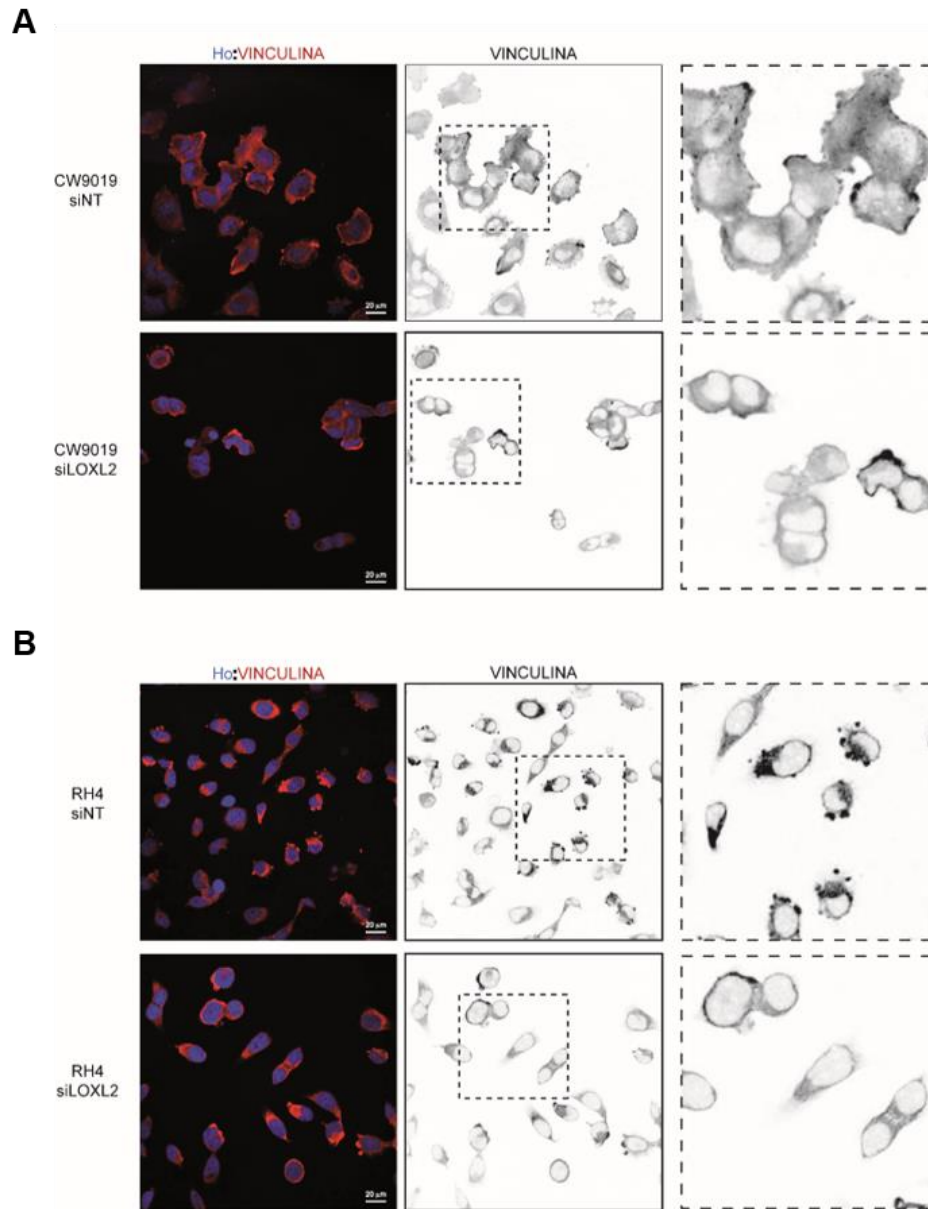 A
Ho:VINCULINA VINCULINA
CW9019
siNT
20 µm
CW9019
siLOXL2
20 µm
B
Ho:VINCULINA VINCULINA
RH4
siNT
20 µm
RH4
siLOXL2
20 µm